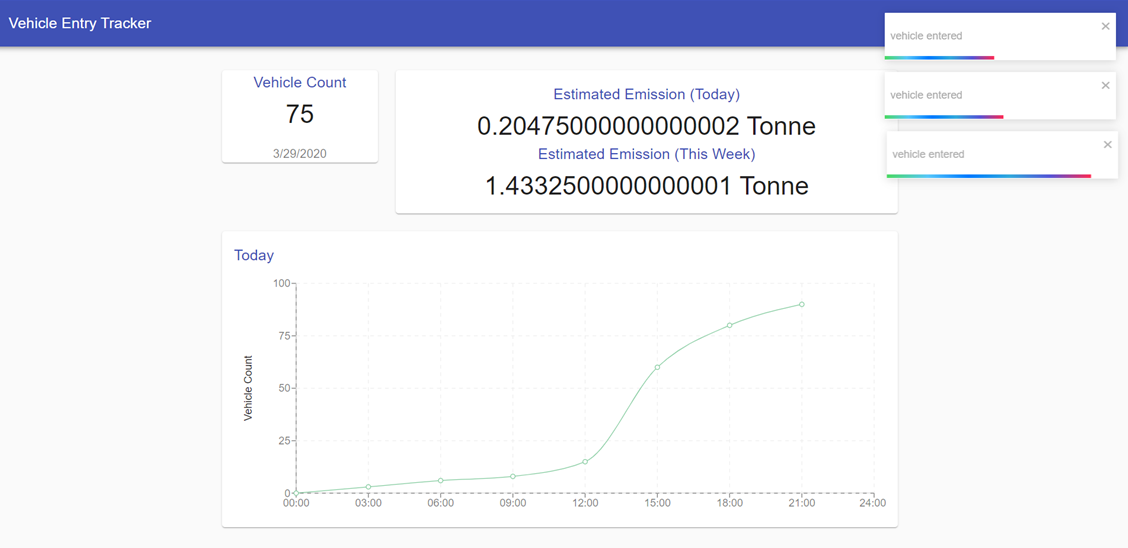 Vehicle Entry Tracker
vehicle entered
×
vehicle entered
×
vehicle entered
×
Vehicle Count
75
3/29/2020
Estimated Emission (Today)
0.20475000000000002 Tonne
Estimated Emission (This Week)
1.4332500000000001 Tonne
Today
Vehicle Count
100
75
50
25
0
00:00 03:00 06:00 09:00 12:00 15:00 18:00 21:00 24:00